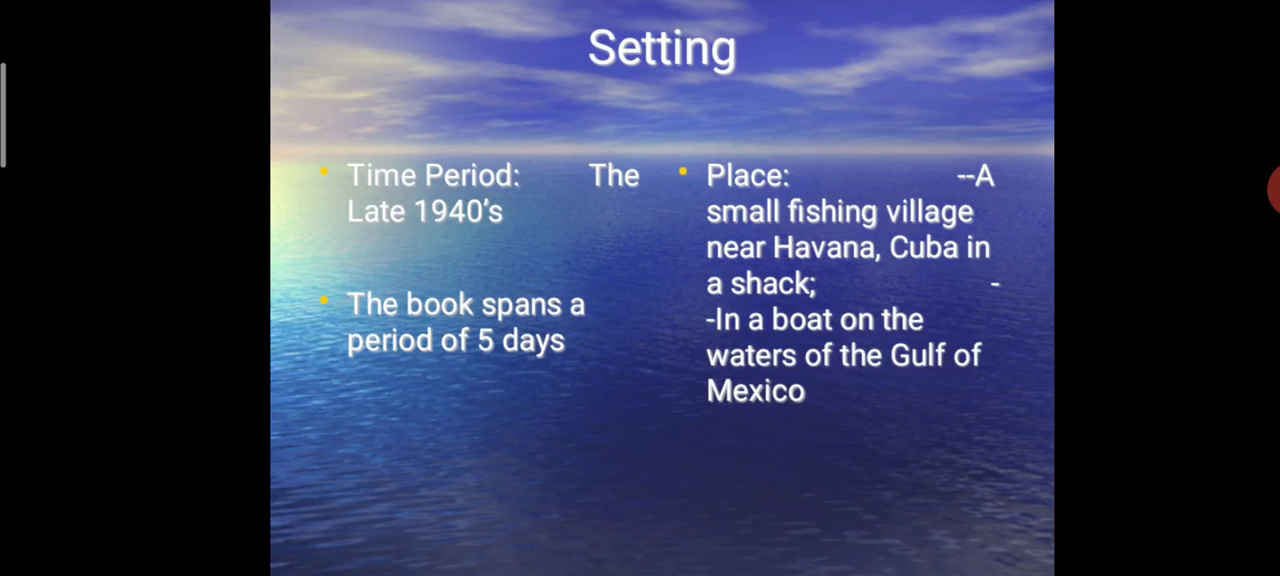 Setting
• Time Period: The
Late 1940’s
• The book spans a
period of 5 days
• Place: --A
small fishing village
near Havana, Cuba in
a shack; -
-In a boat on the
waters of the Gulf of
Mexico